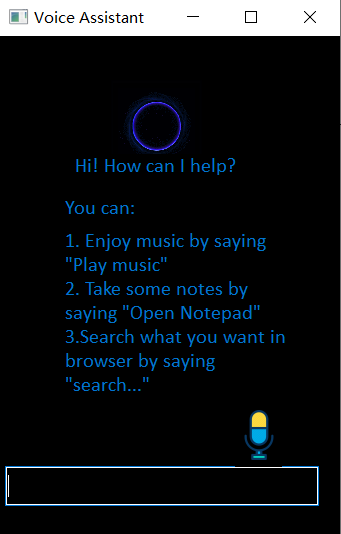 Voice Assistant
Hi! How can I help?
You can:
1. Enjoy music by saying
"Play music"
2. Take some notes by
saying "Open Notepad"
3.Search what you want in
browser by saying
"search..."